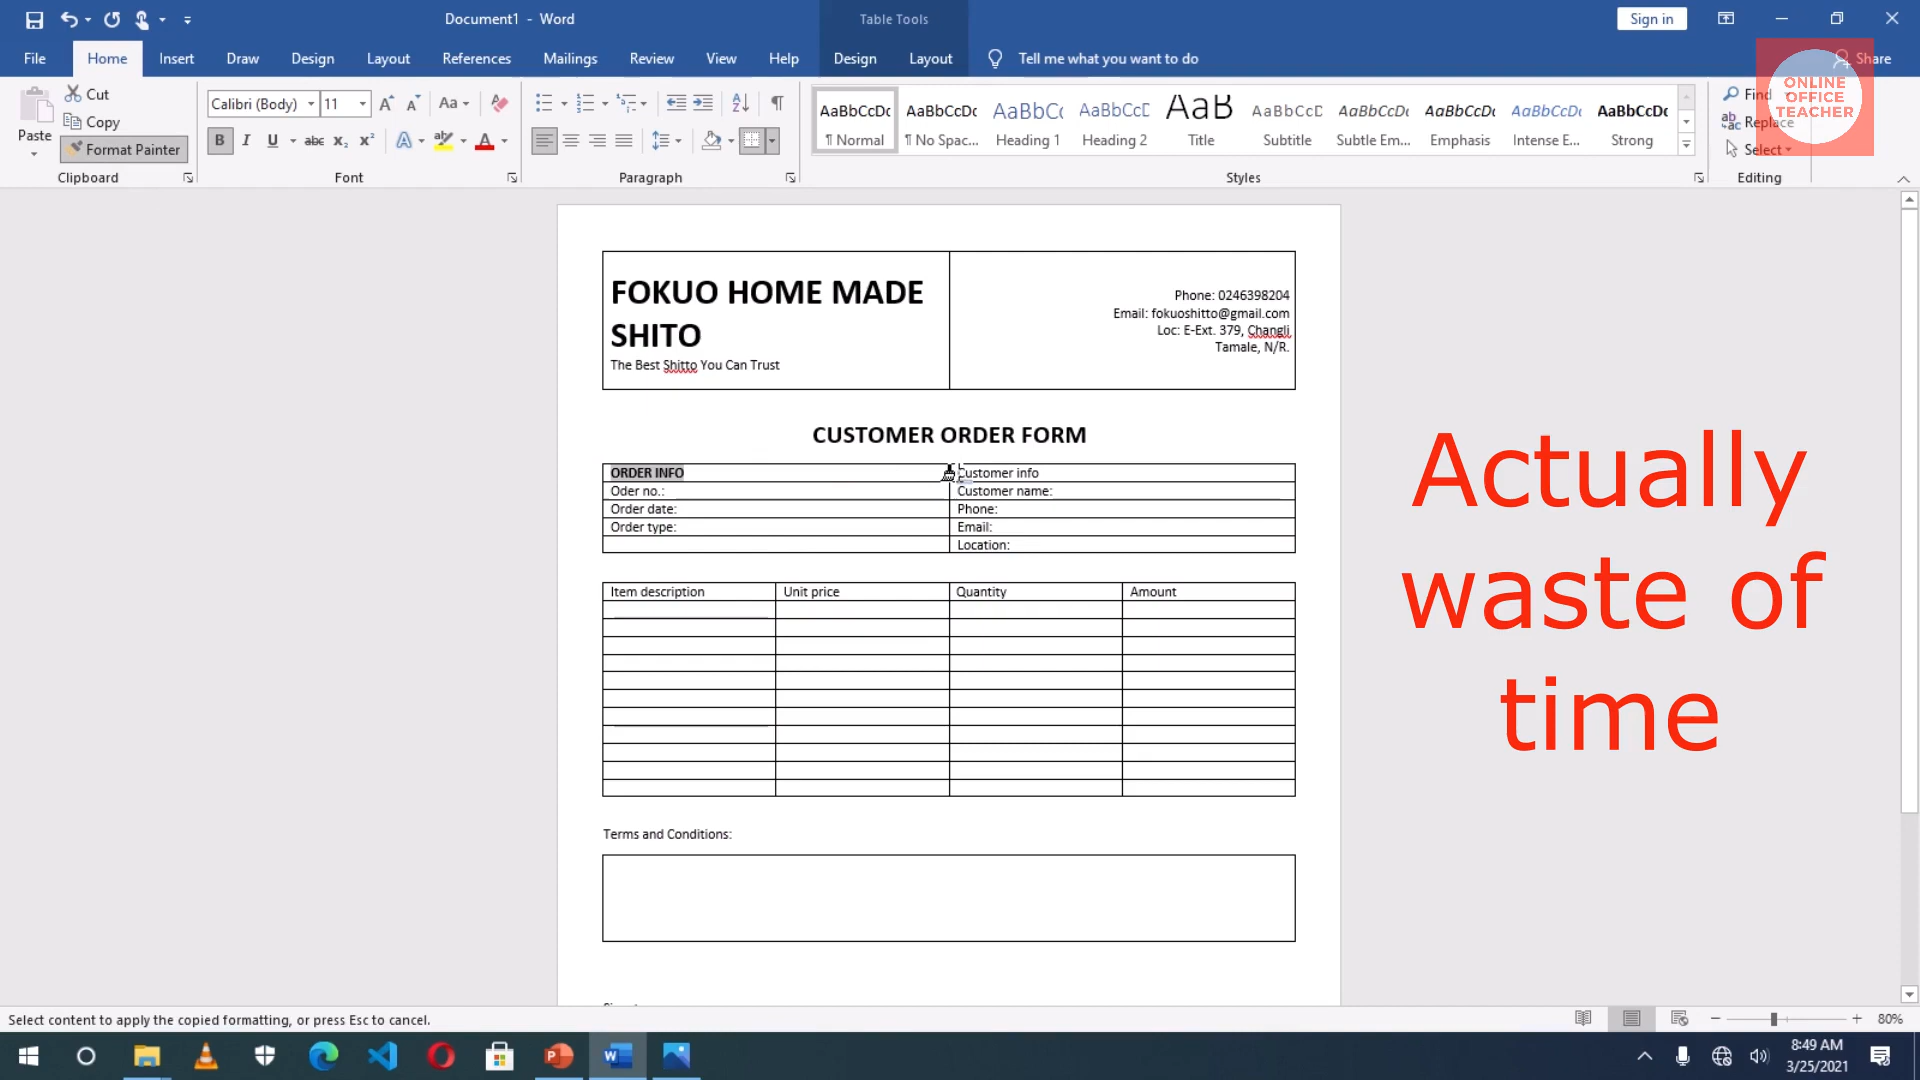 Document1 - Word
Table Tools
Sign in
File
Home
Insert
Draw
Design
Layout
References
Mailings
Review
View
Help
Design
Layout
Tell me what you want to do
Share
Paste
Cut
Copy
Format Painter
Clipboard
Calibri (Body)
11
Aa
B
I
U
abc
x₂
x²
A
Font
Paragraph
AaBbCcDc
¶ Normal
AaBbCcDc
¶ No Spac...
AaBbCc
Heading 1
AaBbCcD
Heading 2
AaB
Title
AaBbCcD
Subtitle
AaBbCcDc
Subtle Em...
AaBbCcDc
Emphasis
AaBbCcDc
Intense E...
AaBbCcDc
Strong
Styles
Find
Replace
Select
Editing
ONLINE
OFFICE
TEACHER
FOKUO HOME MADE
SHITO
The Best Shitto You Can Trust
Phone: 0246398204
Email: fokuoshitto@gmail.com
Loc: E-Ext. 379, Changli
Tamale, N/R.
CUSTOMER ORDER FORM
ORDER INFO
Customer info
Oder no.:
Customer name:
Order date:
Phone:
Order type:
Email:
Location:
Item description
Unit price
Quantity
Amount
Terms and Conditions:
Actually
waste of
time
Select content to apply the copied formatting, or press Esc to cancel.
80%
8:49 AM
3/25/2021